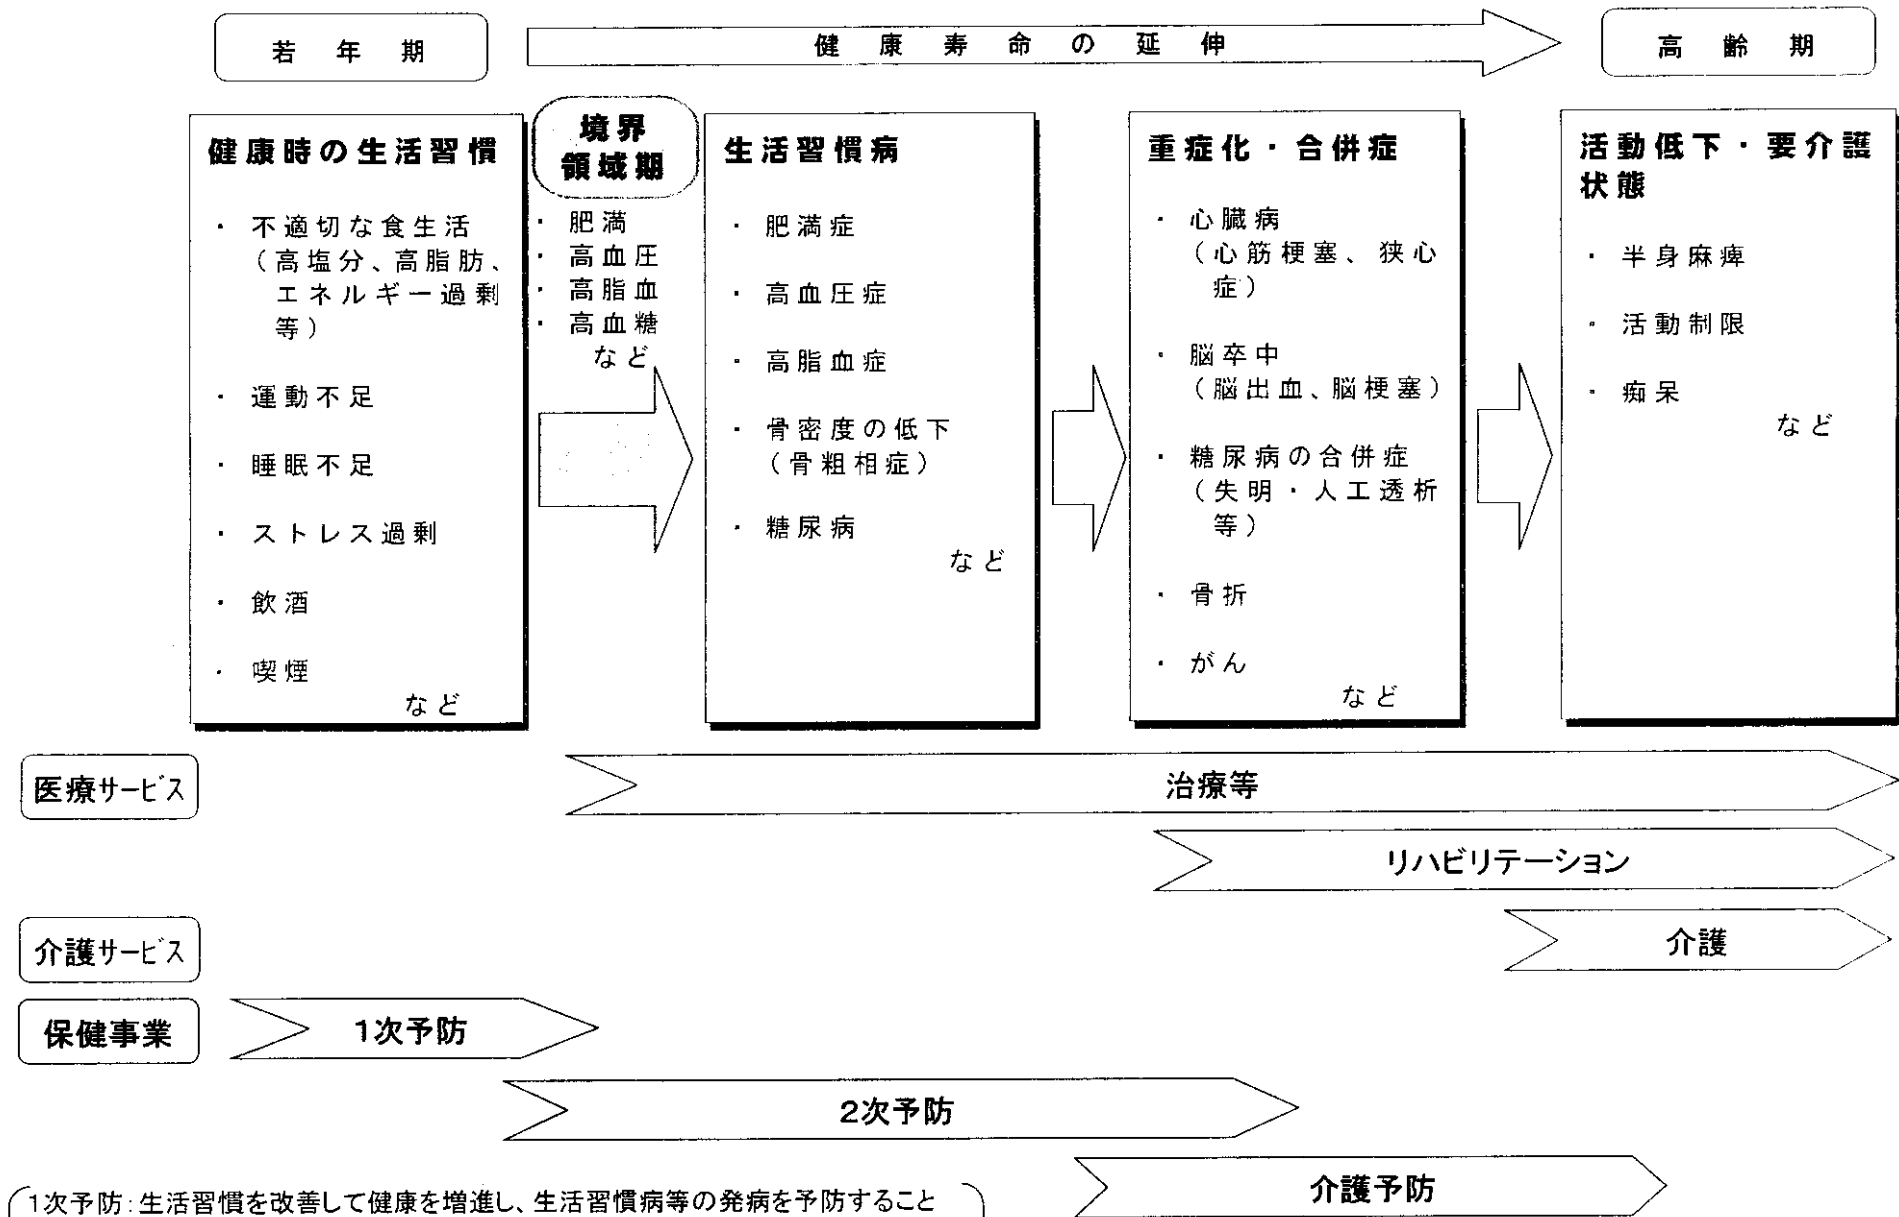 若年期
健康寿命の延伸
高齢期
健康時の生活習慣
・ 不適切な食生活
（高塩分、高脂肪、
エネルギー過剰
等）
・ 運動不足
・ 睡眠不足
・ ストレス過剰
・ 飲酒
・ 喫煙
など
境界
領域期
・ 肥満
・ 高血圧
・ 高脂血
・ 高血糖
など
生活習慣病
・ 肥満症
・ 高血圧症
・ 高脂血症
・ 骨密度の低下
（骨粗相症）
・ 糖尿病
など
重症化・合併症
・ 心臓病
（心筋梗塞、狭心
症）
・ 脳卒中
（脳出血、脳梗塞）
・ 糖尿病の合併症
（失明・人工透析
等）
・ 骨折
・ がん
など
活動低下・要介護
状態
・ 半身麻痺
・ 活動制限
・ 痴呆
など
医療サービス
治療等
リハビリテーション
介護サービス
介護
保健事業
1次予防
2次予防
介護予防
1次予防：生活習慣を改善して健康を増進し、生活習慣病等の発病を予防すること